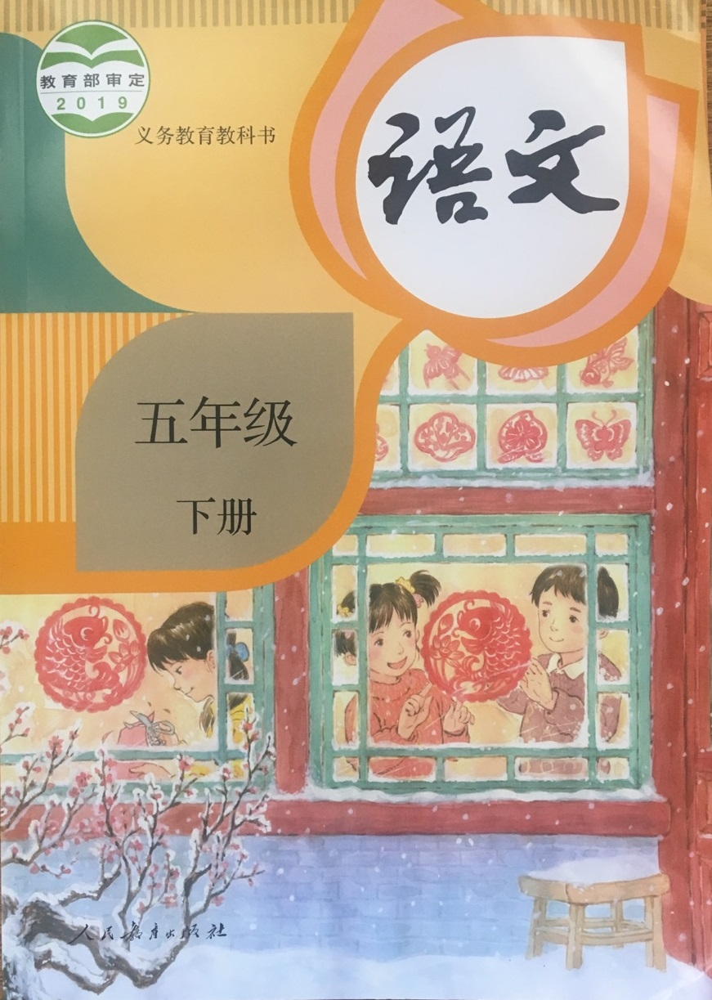 教育部审定
2019
义务教育教科书
语文
五年级
下册
人民教育出版社